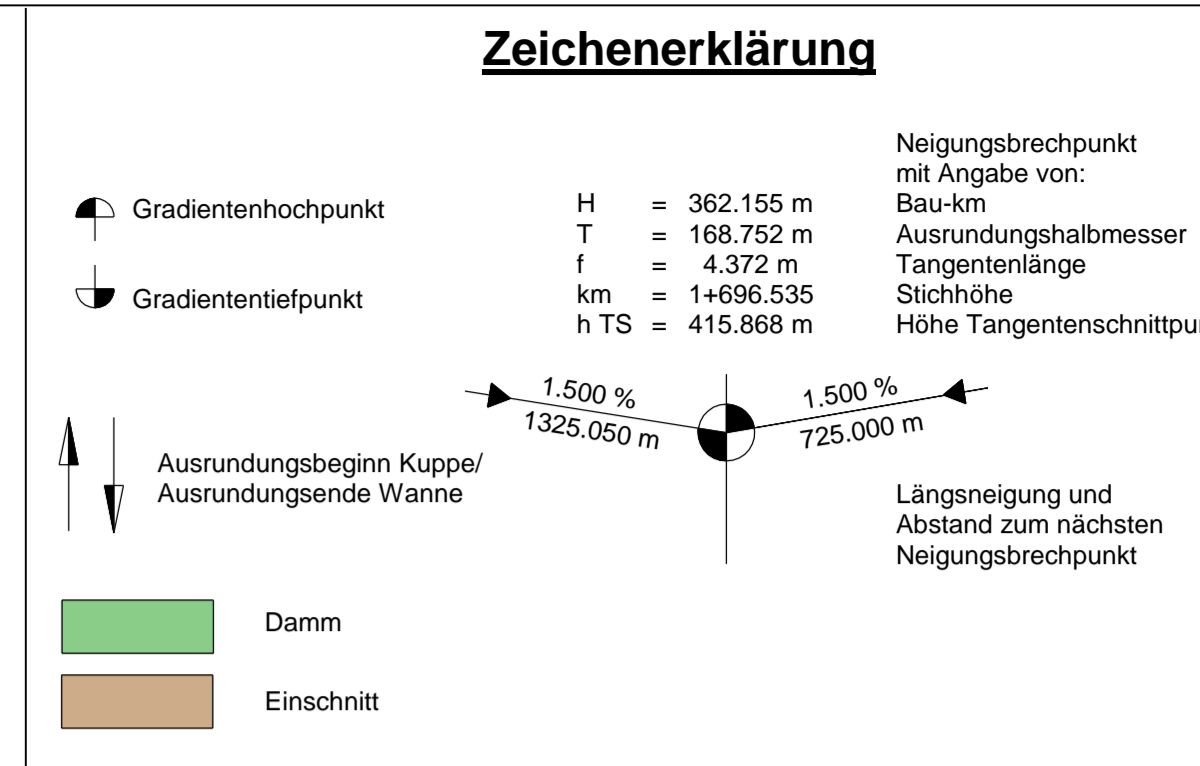 Zeichenerklärung
Gradientenhochpunkt
Gradiententiefpunkt
Neigungsbrechpunkt
mit Angabe von:
H = 362.155 m Bau-km
T = 168.752 m Ausrundungshalbmesser
f = 4.372 m Tangentenlänge
km = 1+696.535 Stichhöhe
h TS = 415.868 m Höhe
1.500 %
1325.050 m
1.500 %
725.000 m
Ausrundungsbeginn Kuppe/
Ausrundungsende Wanne
Längsneigung und
Abstand zum nächsten
Neigungsbrechpunkt
Damm
Einschnitt